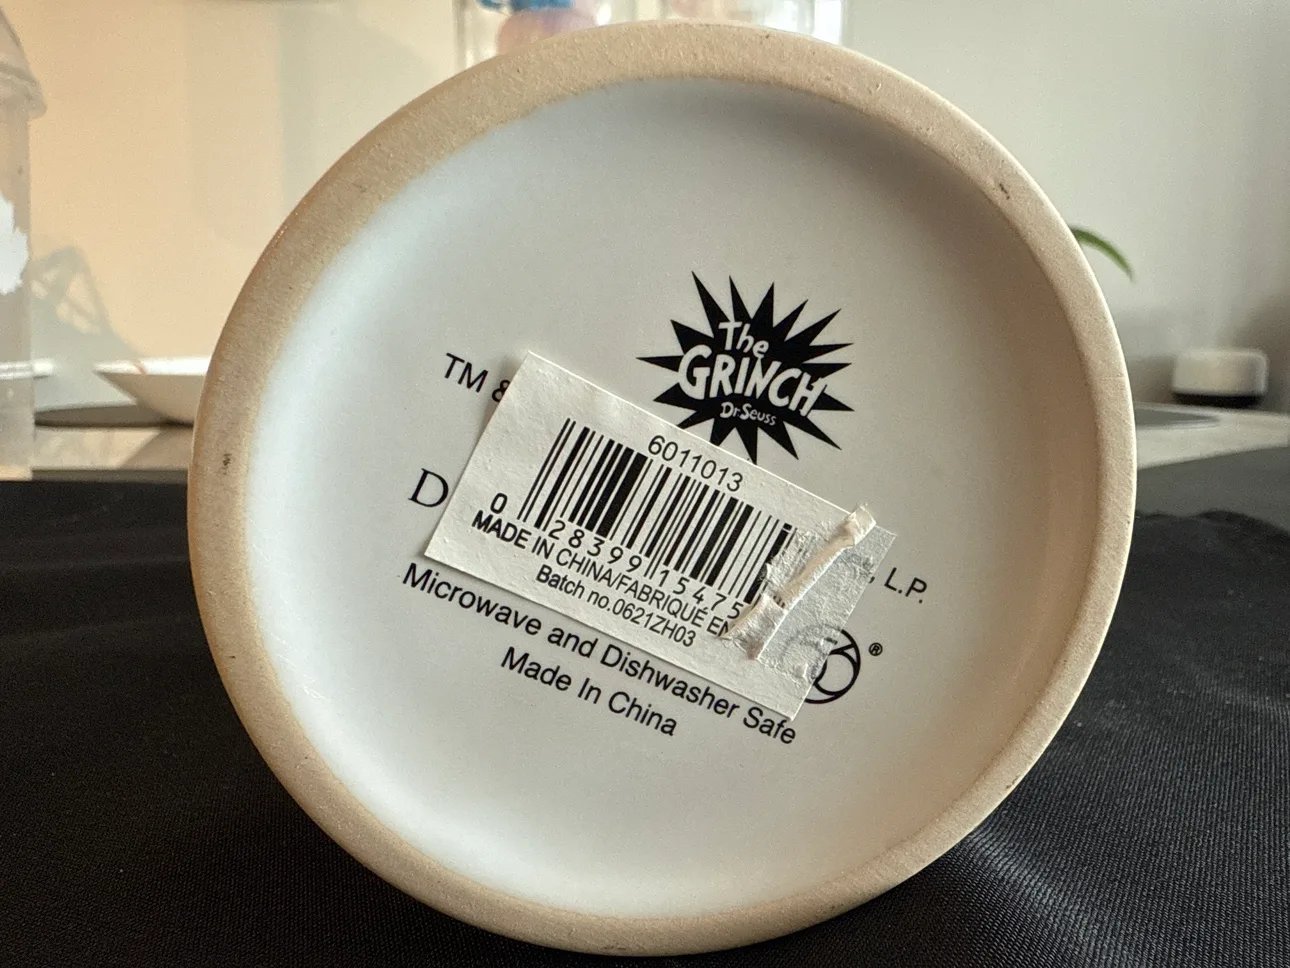 The
GRINCH
Dr. Seuss
TM &
D
, L.P.
6011013
0 28399 15475
MADE IN CHINA/FABRIQUÉ EN
Batch no.0621ZH03
56 ®
Microwave and Dishwasher Safe
Made In China